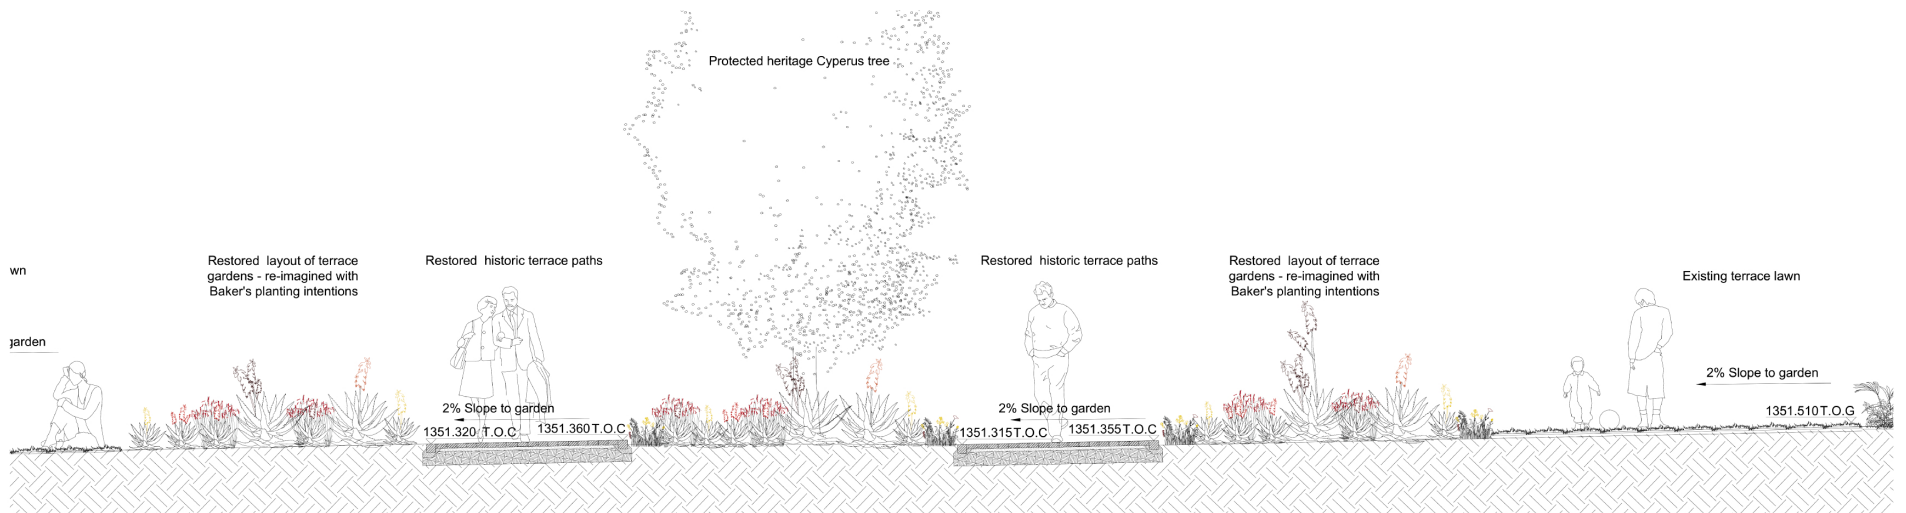 Protected heritage Cyperus tree
Restored layout of terrace
gardens - re-imagined with
Baker's planting intentions
Restored historic terrace paths
Restored historic terrace paths
Restored layout of terrace
gardens - re-imagined with
Baker's planting intentions
wn
Existing terrace lawn
garden
2% Slope to garden
2% Slope to garden
2% Slope to garden
1351.320 T.O.C
1351.360 T.O.C
1351.315 T.O.C
1351.355 T.O.C
1351.510 T.O.G